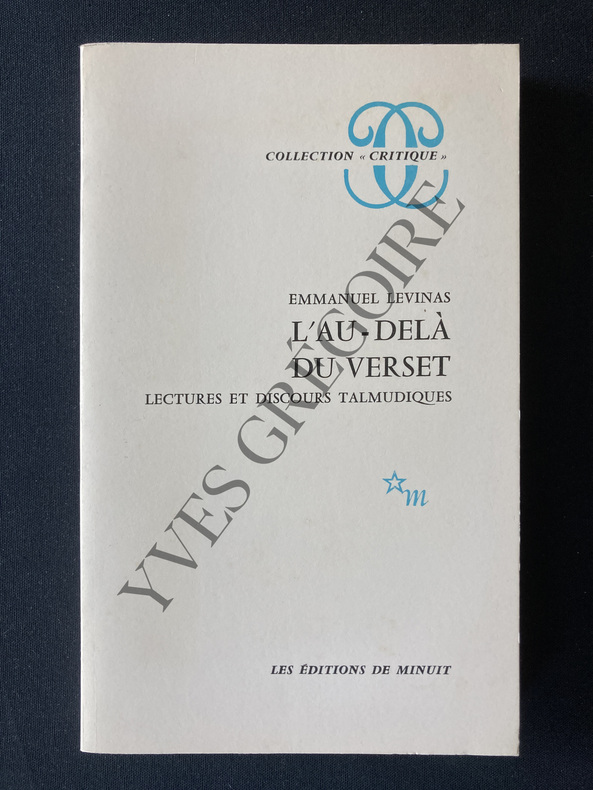 COLLECTION « CRITIQUE »
EMMANUEL LEVINAS
L'AU-DELÀ
DU VERSET
LECTURES ET DISCOURS TALMUDIQUES
m
LES ÉDITIONS DE MINUIT
YVES GRÉGOIRE